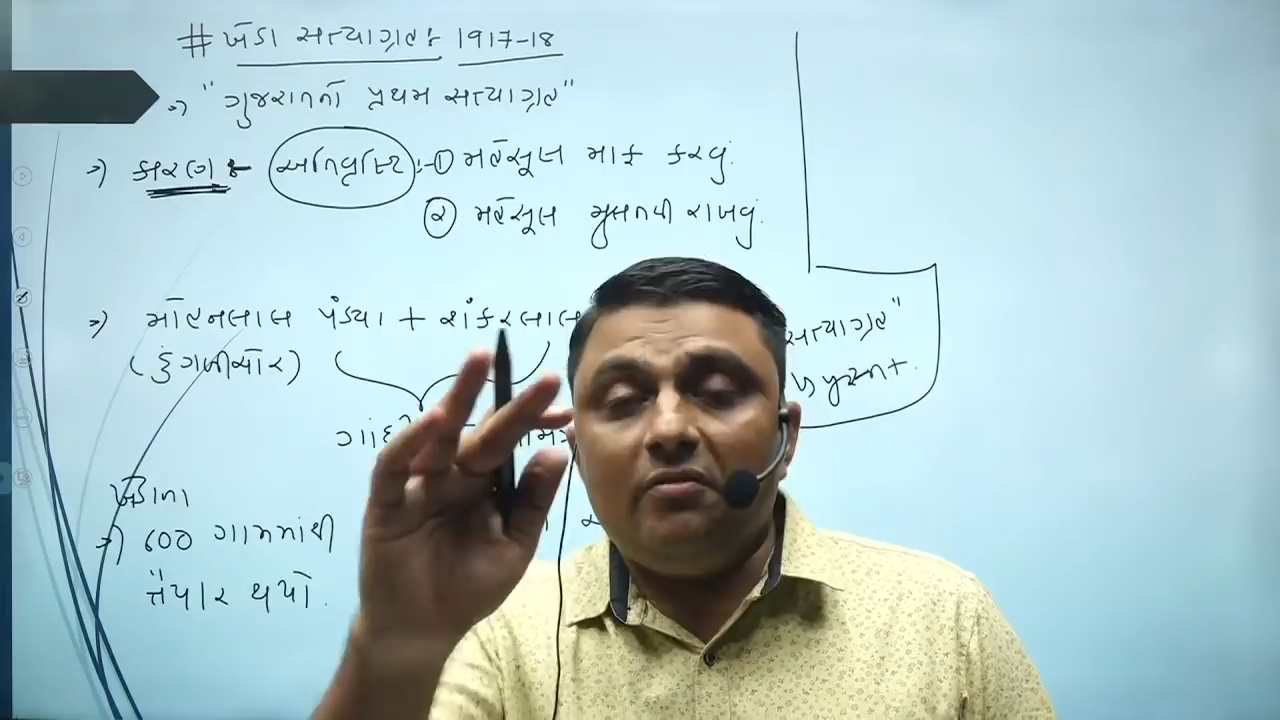 # ખેડા સત્યાગ્રહ : 1917-18
→ "ગુજરાતનો પ્રથમ સત્યાગ્રહ"
→ કારણ :- અતિવૃષ્ટિ :- ① મહેસૂલ માફ કરવું.
② મહેસૂલ મુલતવી રાખવું.
→ મોહનલાલ પંડ્યા + શંકરલાલ
(ડુંગળીચોર)
સત્યાગ્રહ"
ખેડાના
→ 600 ગામમાંથી
તૈયાર થયો.